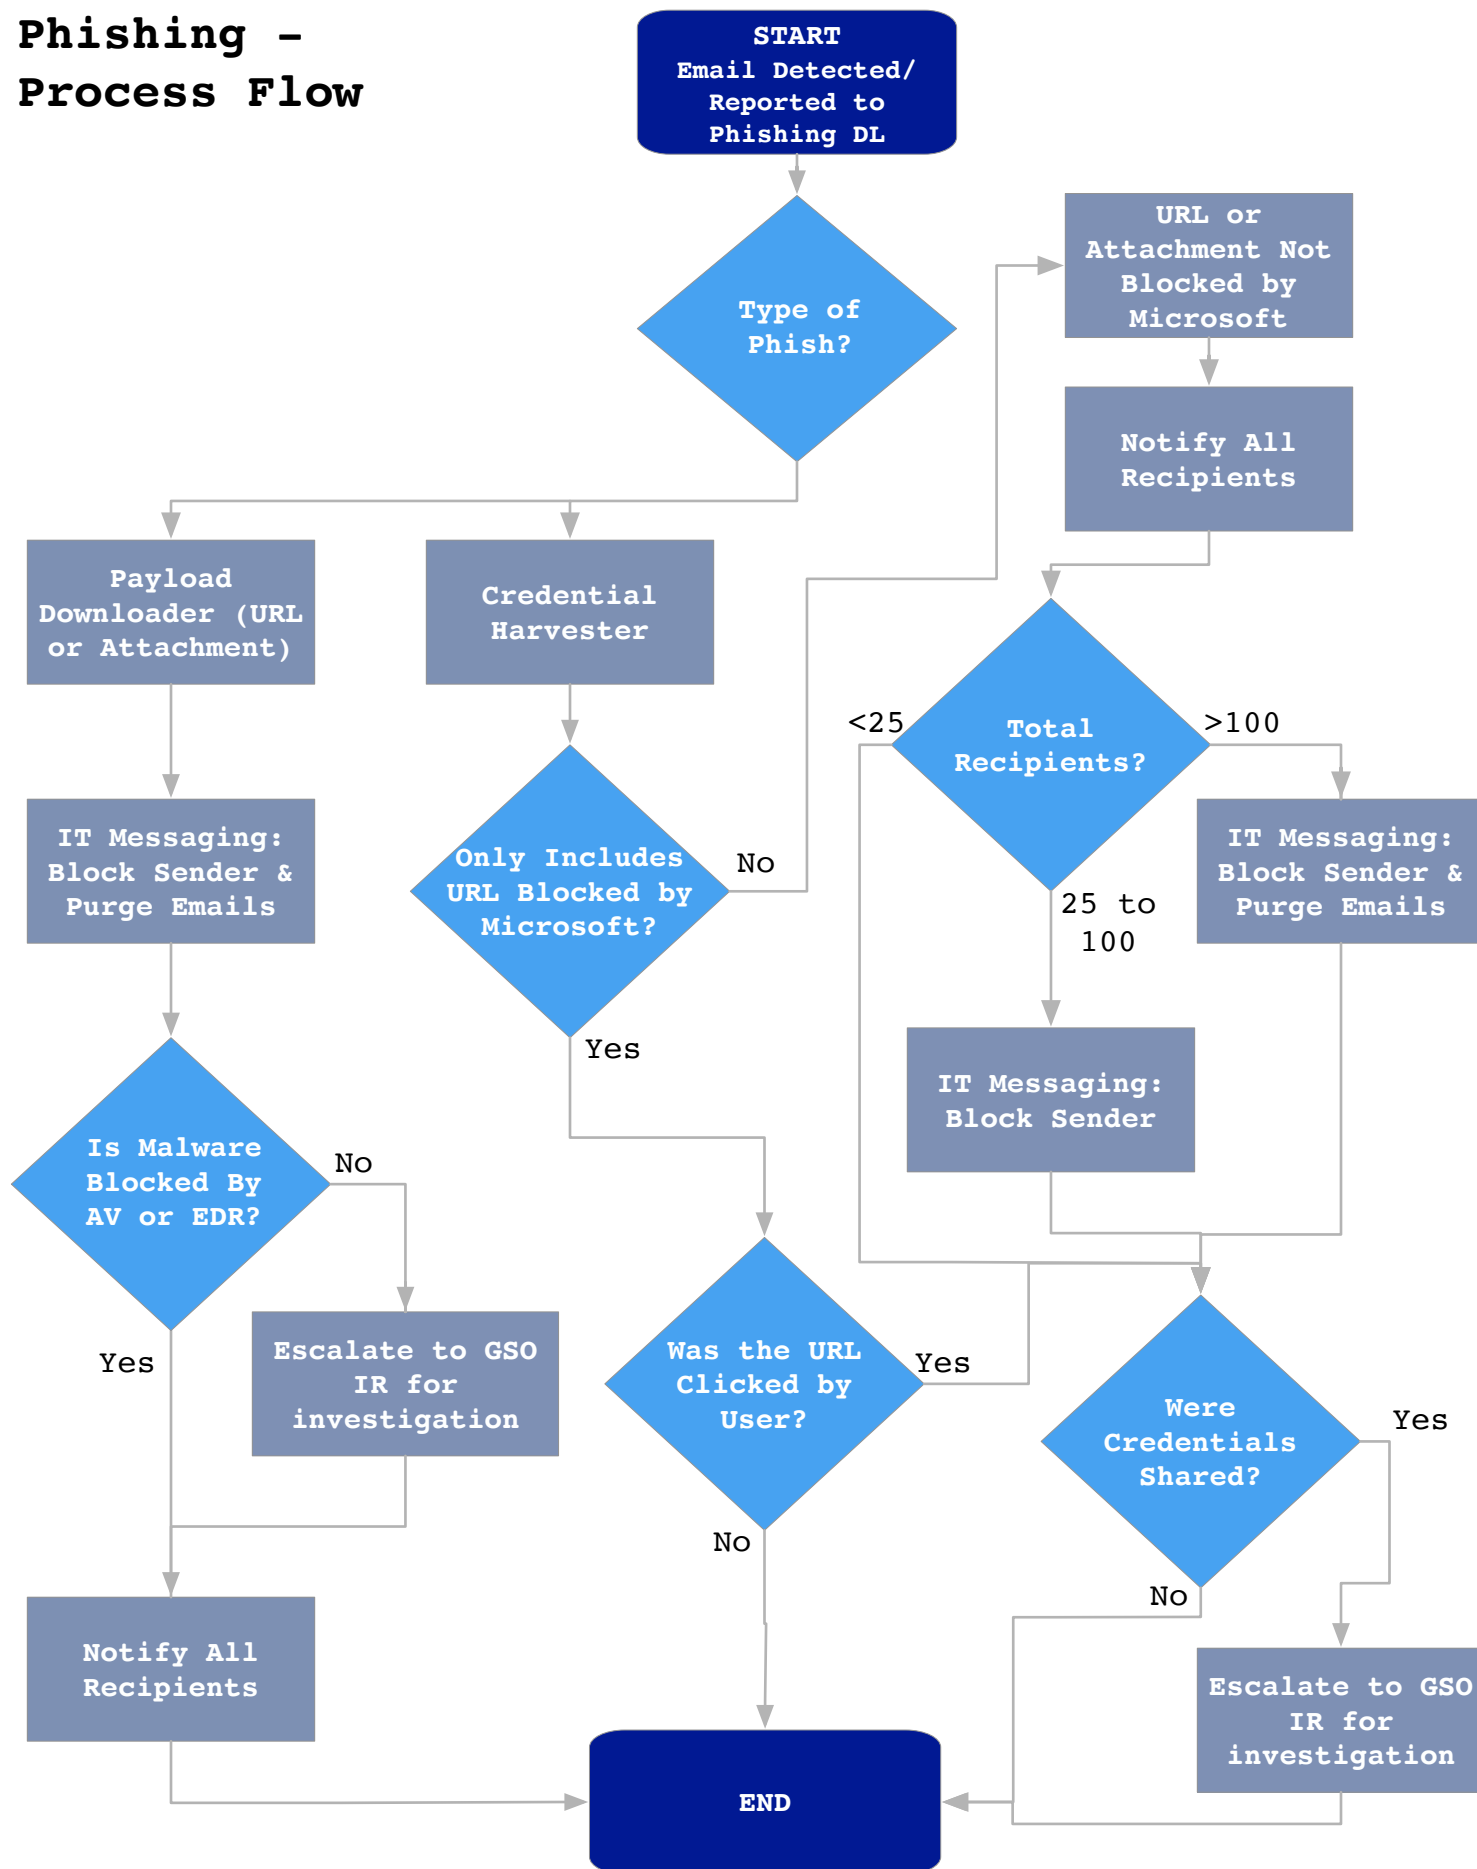 Phishing –
Process Flow
START
Email Detected/
Reported to
Phishing DL
Type of
Phish?
URL or
Attachment Not
Blocked by
Microsoft
Notify All
Recipients
Payload
Downloader (URL
or Attachment)
Credential
Harvester
<25
Total
Recipients?
>100
IT Messaging:
Block Sender &
Purge Emails
Only Includes
URL Blocked by
Microsoft?
No
Yes
25 to
100
IT Messaging:
Block Sender &
Purge Emails
IT Messaging:
Block Sender
Is Malware
Blocked By
AV or EDR?
No
Yes
Escalate to GSO
IR for
investigation
Was the URL
Clicked by
User?
Yes
No
Were
Credentials
Shared?
Yes
No
Notify All
Recipients
Escalate to GSO
IR for
investigation
END